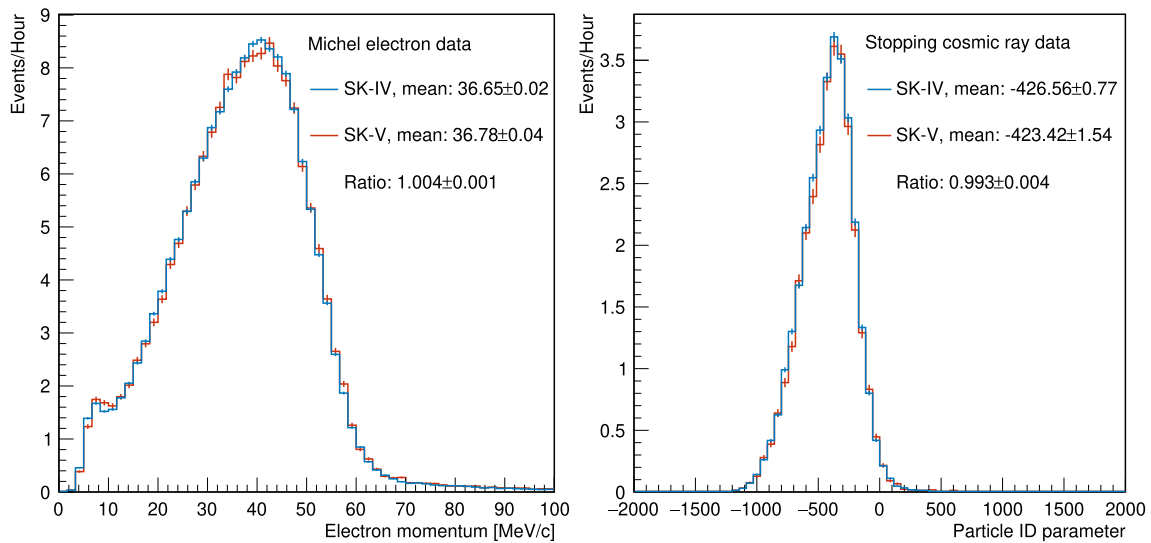 Events/Hour
9
8
7
6
5
4
3
2
1
0
Michel electron data
SK-IV, mean: 36.65±0.02
SK-V, mean: 36.78±0.04
Ratio: 1.004±0.001
0 10 20 30 40 50 60 70 80 90 100
Electron momentum [MeV/c]
Events/Hour
3.5
3
2.5
2
1.5
1
0.5
0
Stopping cosmic ray data
SK-IV, mean: -426.56±0.77
SK-V, mean: -423.42±1.54
Ratio: 0.993±0.004
−2000 −1500 −1000 −500 0 500 1000 1500 2000
Particle ID parameter